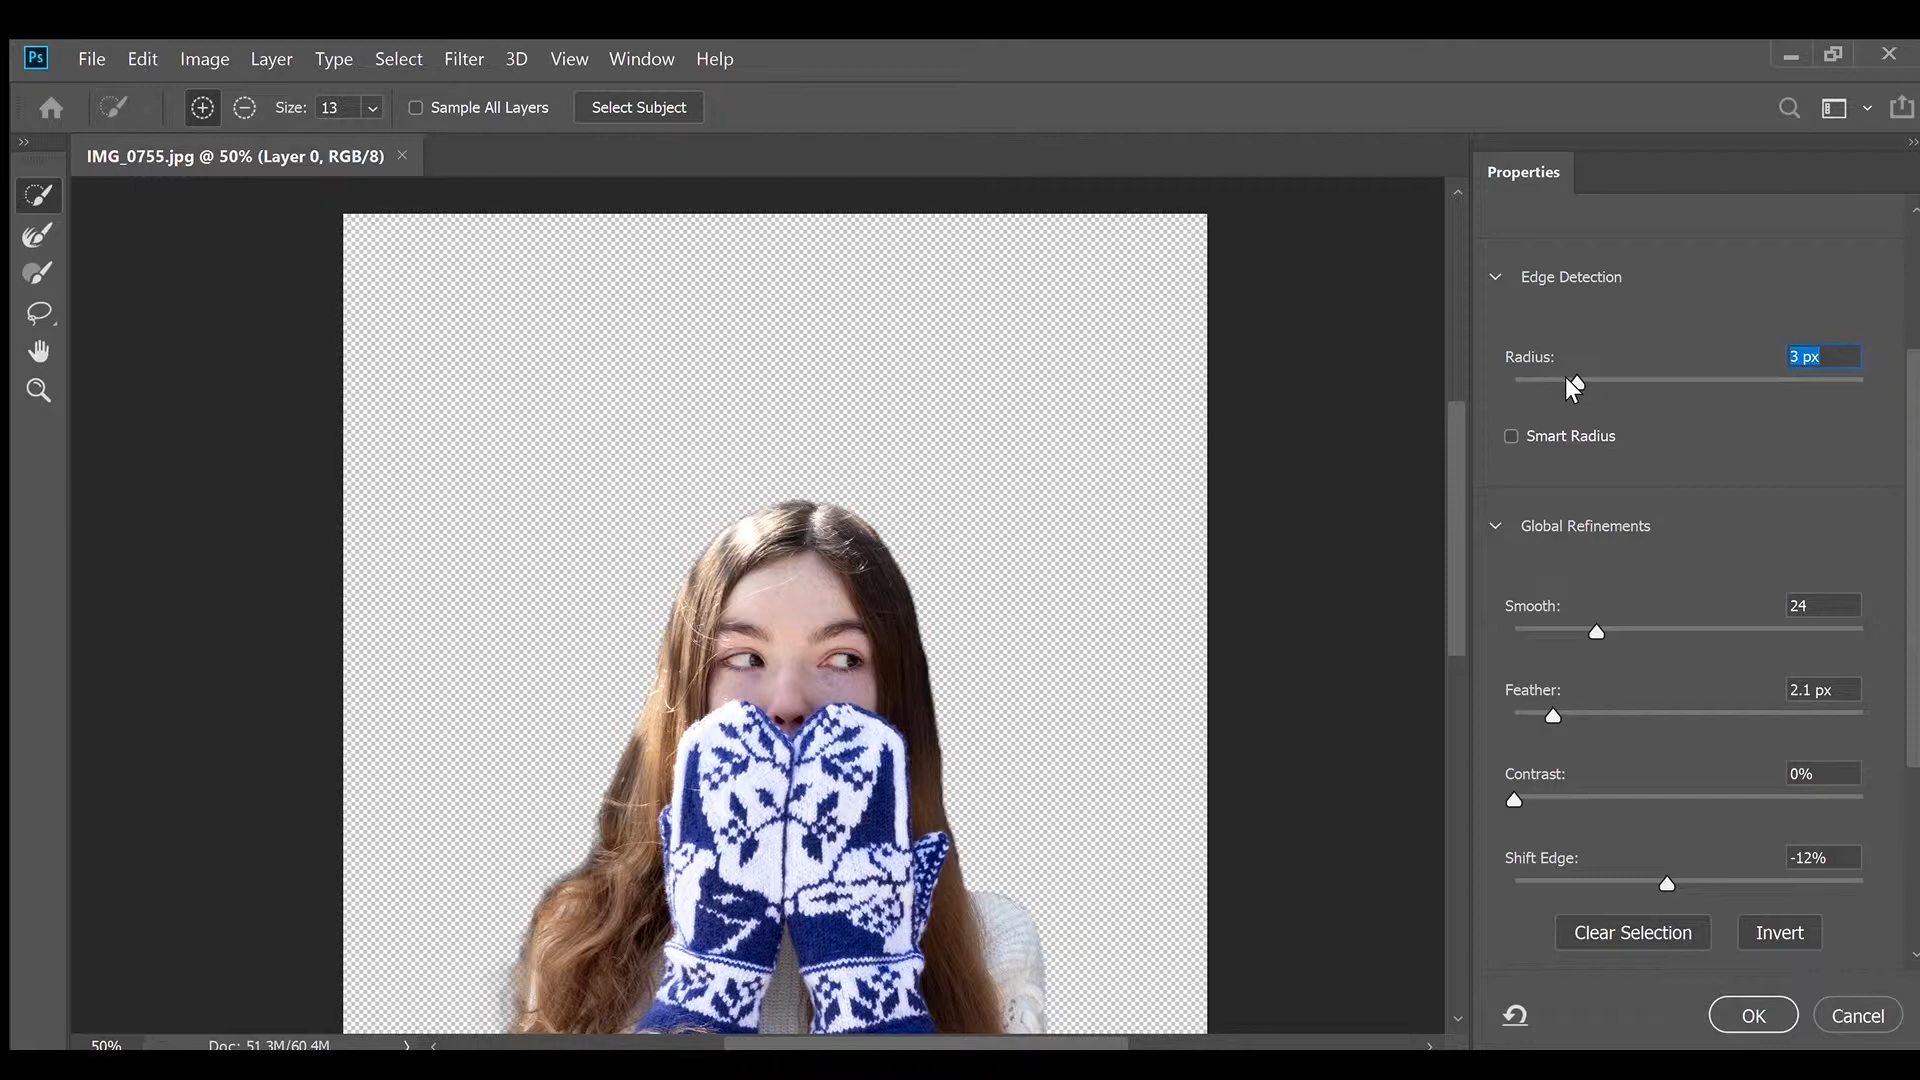 Ps File Edit Image Layer Type Select Filter 3D View Window Help
Size: 13 Sample All Layers Select Subject
IMG_0755.jpg @ 50% (Layer 0, RGB/8)
Properties
Edge Detection
Radius: 3 px
Smart Radius
Global Refinements
Smooth: 24
Feather: 2.1 px
Contrast: 0%
Shift Edge: -12%
Clear Selection Invert
OK Cancel
50% Doc: 51.3M/60.4M